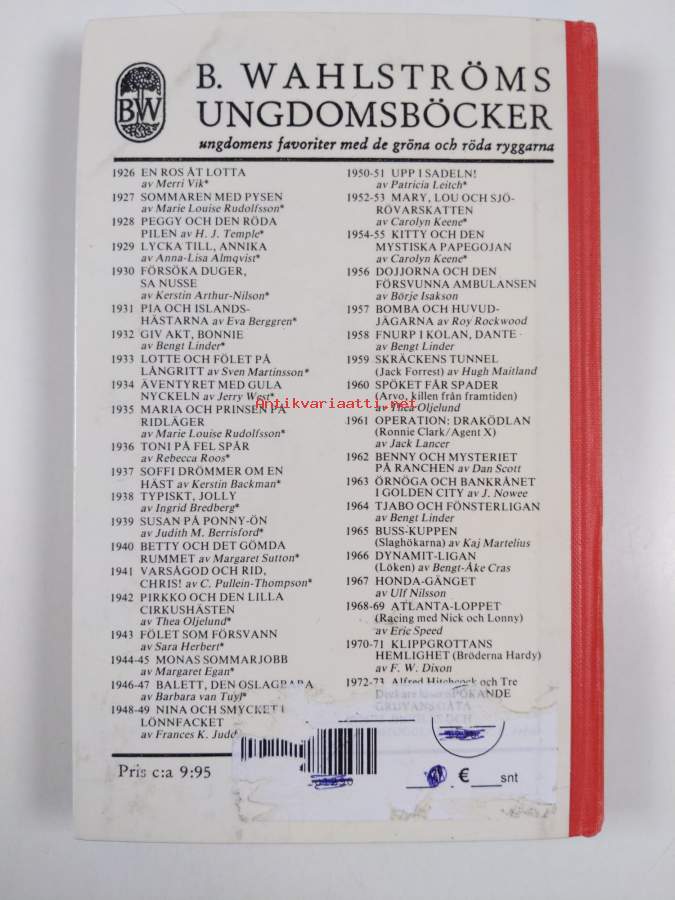 BW
B. WAHLSTRÖMS
UNGDOMSBÖCKER
ungdomens favoriter med de gröna och röda ryggarna
1926 EN ROS ÅT LOTTA
av Merri Vik*
1927 SOMMAREN MED PYSEN
av Marie Louise Rudolfsson*
1928 PEGGY OCH DEN RÖDA
PILEN av H. J. Temple*
1929 LYCKA TILL, ANNIKA
av Anna-Lisa Almqvist*
1930 FÖRSÖKA DUGER,
SA NUSSE
av Kerstin Arthur-Nilson*
1931 PIA OCH ISLANDS-
HÄSTARNA av Eva Berggren*
1932 GIV AKT, BONNIE
av Bengt Linder*
1933 LOTTE OCH FÖLET PÅ
LÅNGRITT av Sven Martinsson*
1934 ÄVENTYRET MED GULA
NYCKELN av Jerry West*
1935 MARIA OCH PRINSEN PÅ
RIDLÄGER
av Marie Louise Rudolfsson*
1936 TONI PÅ FEL SPÅR
av Rebecca Roos*
1937 SOFFI DRÖMMER OM EN
HÄST av Kerstin Backman*
1938 TYPISKT, JOLLY
av Ingrid Bredberg*
1939 SUSAN PÅ PONNY-ÖN
av Judith M. Berrisford*
1940 BETTY OCH DET GÖMDA
RUMMET av Margaret Sutton*
1941 VARSÅGOD OCH RID,
CHRIS! av C. Pullein-Thompson*
1942 PIRKKO OCH DEN LILLA
CIRKUSHÄSTEN
av Thea Oljelund*
1943 FÖLET SOM FÖRSVANN
av Sara Herbert*
1944-45 MONAS SOMMARJOBB
av Margaret Egan*
1946-47 BALETT, DEN OSLAGBARA
av Barbara van Tuyl*
1948-49 NINA OCH SMYCKET I
LÖNNFACKET
av Frances K. Judd
1950-51 UPP I SADELN!
av Patricia Leitch*
1952-53 MARY, LOU OCH SJÖ-
RÖVARSKATTEN
av Carolyn Keene*
1954-55 KITTY OCH DEN
MYSTISKA PAPEGOJAN
av Carolyn Keene*
1956 DOJJORNA OCH DEN
FÖRSVUNNA AMBULANSEN
av Börje Isakson
1957 BOMBA OCH HUVUD-
JÄGARNA av Roy Rockwood
1958 FNURR I KOLAN, DANTE
av Bengt Linder
1959 SKRÄCKENS TUNNEL
(Jack Forrest) av Hugh Maitland
1960 SPÖKET FÅR SPADER
(Arvo, killen från framtiden)
av Thea Oljelund
1961 OPERATION: DRAKÖDLAN
(Ronnie Clark/Agent X)
av Jack Lancer
1962 BENNY OCH MYSTERIET
PÅ RANCHEN av Dan Scott
1963 ÖRNÖGA OCH BANKRÅNET
I GOLDEN CITY av J. Nowee
1964 TJABO OCH FÖNSTERLIGAN
av Bengt Linder
1965 BUSS-KUPPEN
(Slaghökarna) av Kaj Martelius
1966 DYNAMIT-LIGAN
(Löken) av Bengt-Åke Cras
1967 HONDA-GÄNGET
av Ulf Nilsson
1968-69 ATLANTA-LOPPET
(Racing med Nick och Lonny)
av Eric Speed
1970-71 KLIPPGROTTANS
HEMLIGHET (Bröderna Hardy)
av F. W. Dixon
1972-73 Alfred Hitchcock och Tre
Antikvariaatti.net
Pris c:a 9:95
€ snt